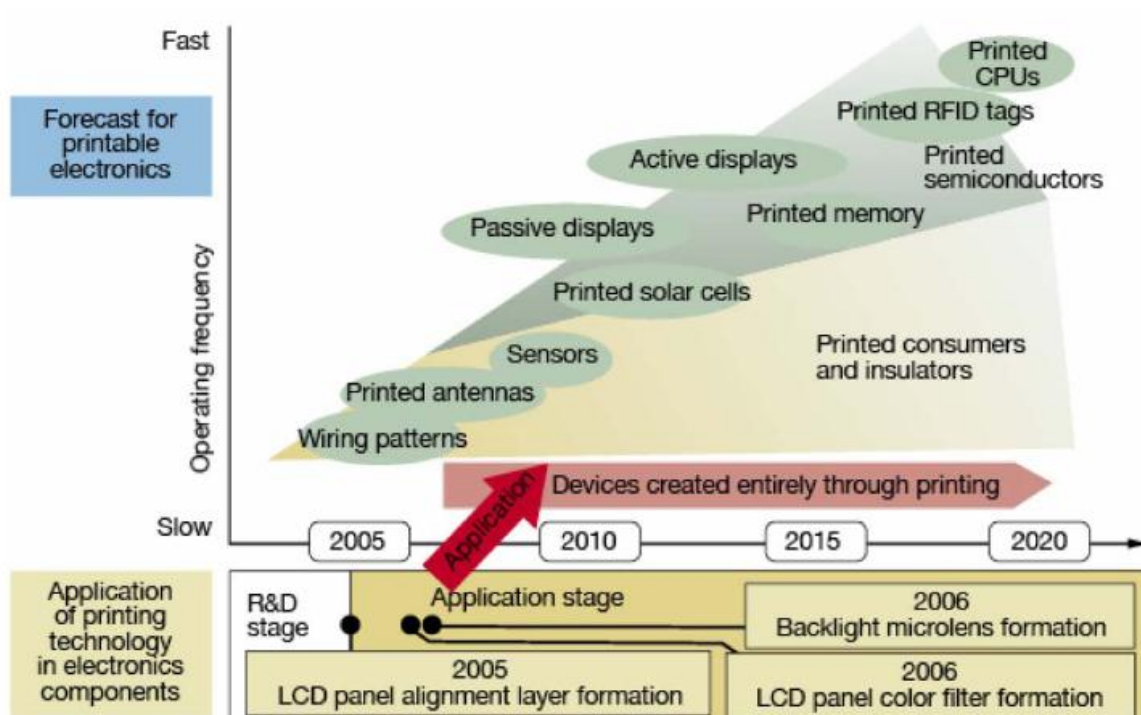 Fast
Forecast for
printable
electronics
Operating frequency
Slow
Printed
CPUs
Printed RFID tags
Active displays
Printed
semiconductors
Passive displays
Printed memory
Printed solar cells
Sensors
Printed consumers
and insulators
Printed antennas
Wiring patterns
Devices created entirely through printing
Application
2005
2010
2015
2020
Application
of printing
technology
in electronics
components
R&D
stage
Application stage
2006
Backlight microlens formation
2005
LCD panel alignment layer formation
2006
LCD panel color filter formation